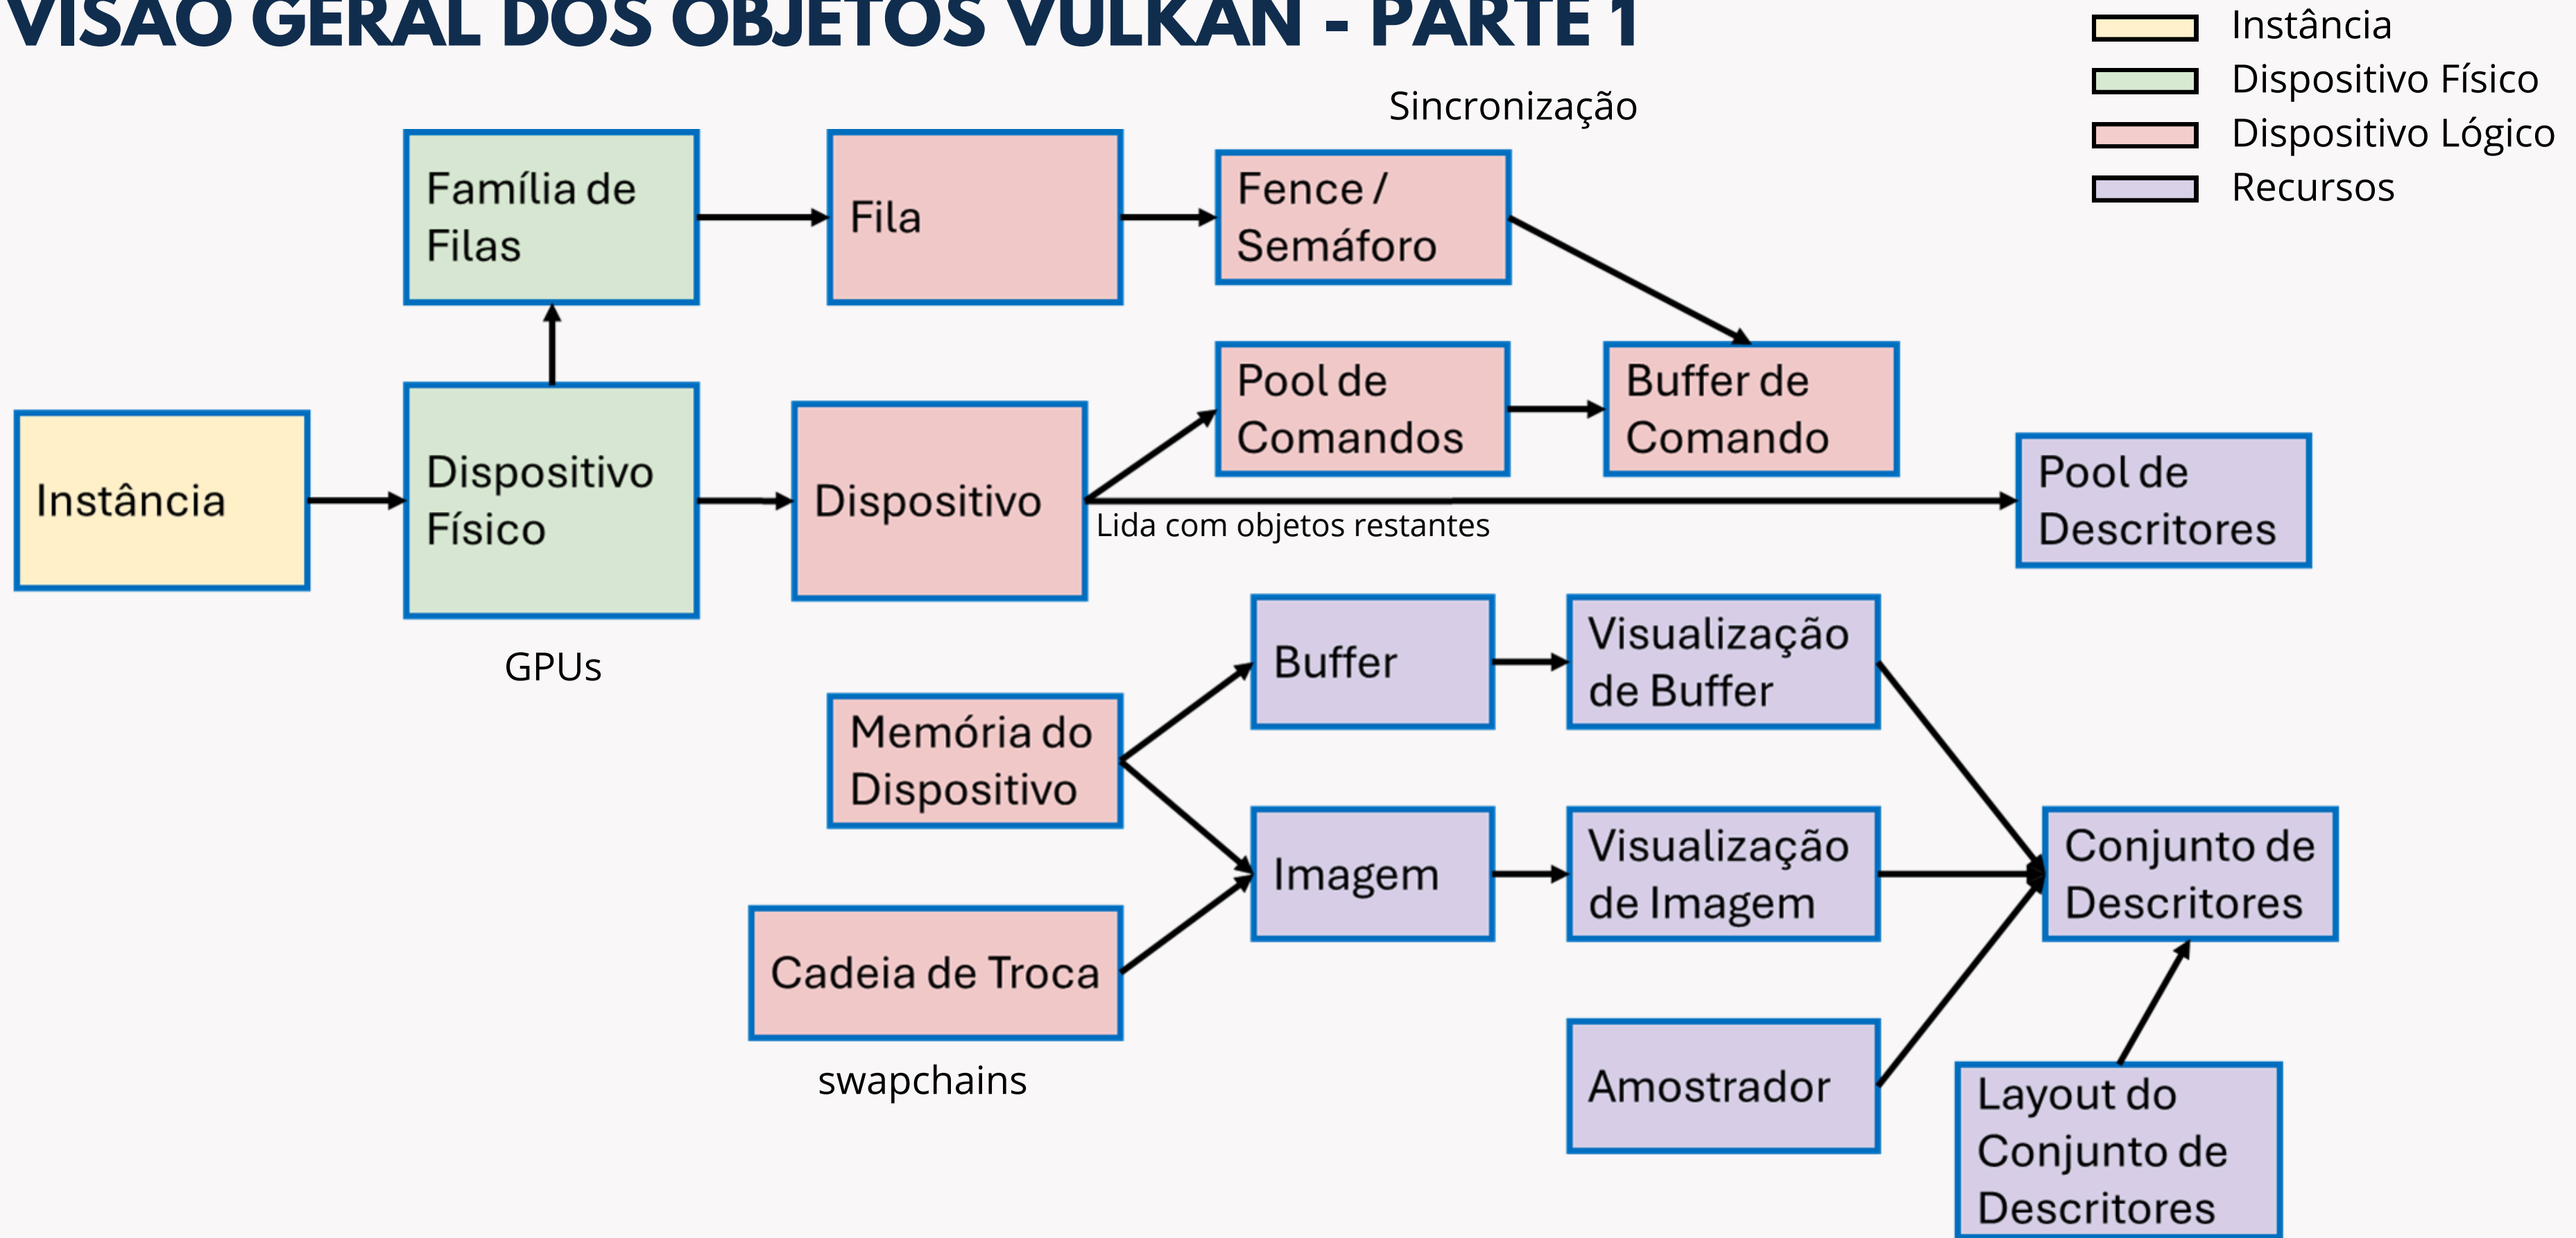 VISÃO GERAL DOS OBJETOS VULKAN - PARTE 1
Instância
Dispositivo Físico
Dispositivo Lógico
Recursos
Sincronização
Família de
Filas
Fila
Fence /
Semáforo
Pool de
Comandos
Buffer de
Comando
Instância
Dispositivo
Físico
Dispositivo
Lida com objetos restantes
Pool de
Descritores
GPUs
Buffer
Visualização
de Buffer
Memória do
Dispositivo
Imagem
Visualização
de Imagem
Conjunto de
Descritores
Cadeia de Troca
swapchains
Amostrador
Layout do
Conjunto de
Descritores